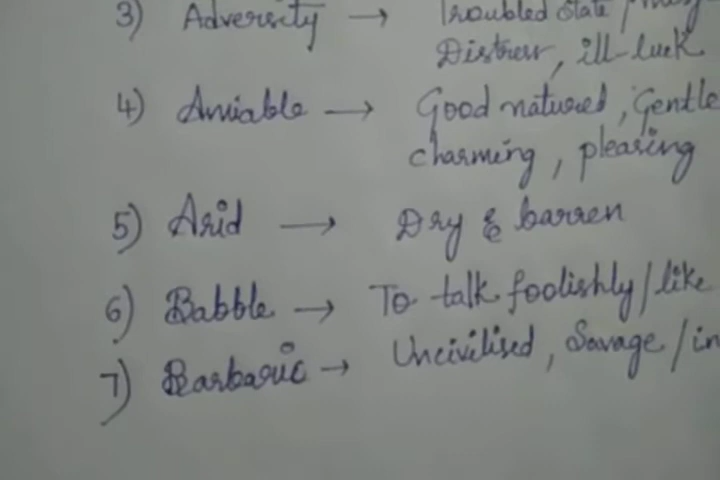 3) Adversity → Troubled State /
Distress, ill-luck
4) Amiable → Good natured, Gentle
charming, pleasing
5) Arid → Dry & barren
6) Babble → To talk foolishly/like
7) Barbaric → Uncivilised, Savage /in